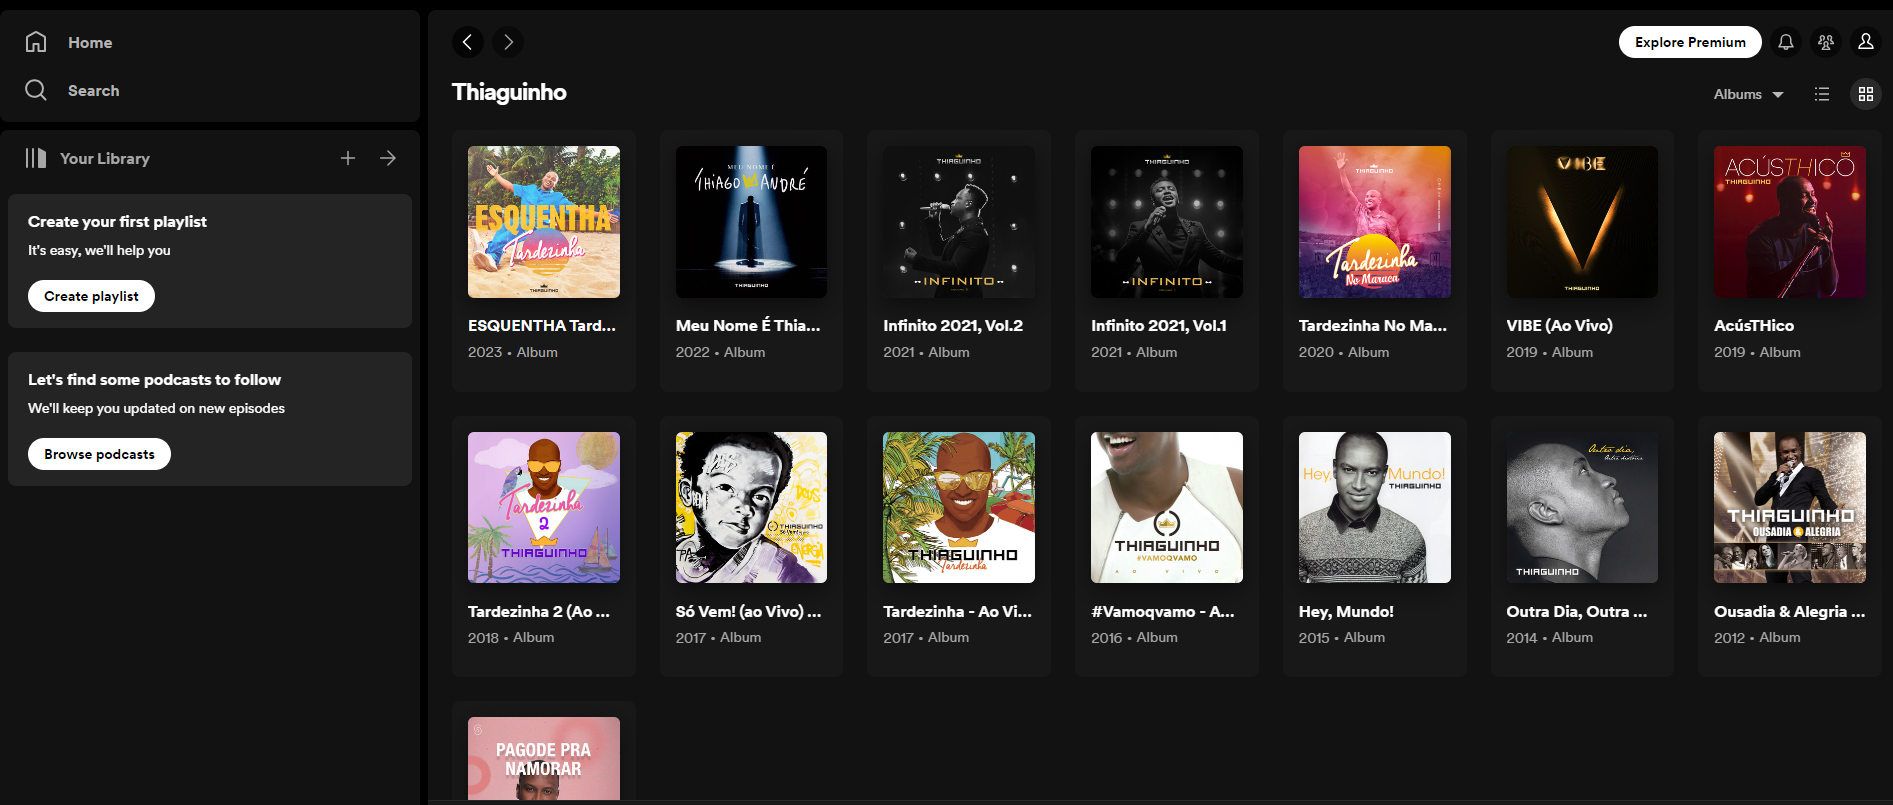 Home
Search
Your Library
Create your first playlist
It's easy, we'll help you
Create playlist
Let's find some podcasts to follow
We'll keep you updated on new episodes
Browse podcasts
Explore Premium
Thiaguinho
Albums
ESQUENTHA
Tardezinha
THIAGUINHO
ESQUENTHA Tard...
2023 • Album
MEU NOME É
THIAGO ANDRÉ
THIAGUINHO
Meu Nome É Thia...
2022 • Album
THIAGUINHO
INFINITO
Infinito 2021, Vol.2
2021 • Album
THIAGUINHO
INFINITO
Infinito 2021, Vol.1
2021 • Album
THIAGUINHO
Tardezinha
No Maraca
Tardezinha No Ma...
2020 • Album
VIBE
THIAGUINHO
VIBE (Ao Vivo)
2019 • Album
ACÚSTHICO
THIAGUINHO
AcúsTHico
2019 • Album
Tardezinha
2
THIAGUINHO
Tardezinha 2 (Ao ...
2018 • Album
THIAGUINHO
Só Vem!
Só Vem! (ao Vivo) ...
2017 • Album
THIAGUINHO
Tardezinha
Tardezinha - Ao Vi...
2017 • Album
THIAGUINHO
#VAMOQVAMO
AO VIVO
#Vamoqvamo - A...
2016 • Album
Hey, Mundo!
THIAGUINHO
Hey, Mundo!
2015 • Album
Outro dia,
Outra história
THIAGUINHO
Outra Dia, Outra ...
2014 • Album
THIAGUINHO
OUSADIA & ALEGRIA
Ousadia & Alegria ...
2012 • Album
PAGODE PRA
NAMORAR